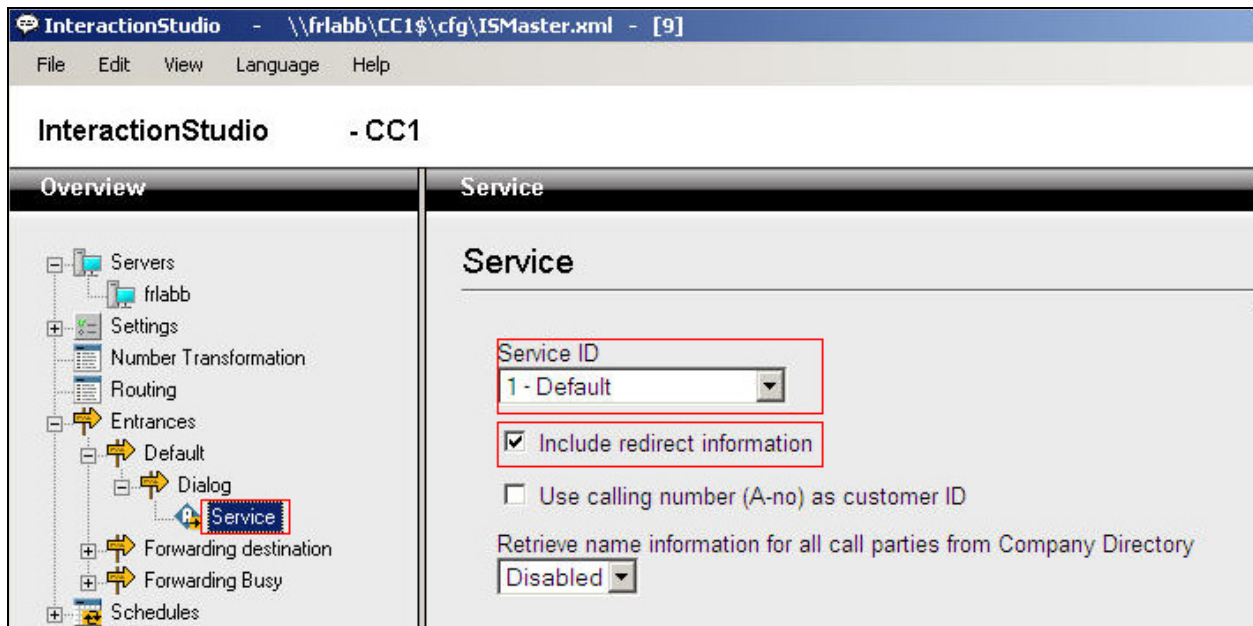 InteractionStudio - \\frlabb\CC1$\cfg\ISMaster.xml - [9]
File Edit View Language Help
InteractionStudio - CC1
Overview
Servers
frlabb
Settings
Number Transformation
Routing
Entrances
Default
Dialog
Service
Forwarding destination
Forwarding Busy
Schedules
Service
Service
Service ID
1 - Default
Include redirect information
Use calling number (A-no) as customer ID
Retrieve name information for all call parties from Company Directory
Disabled